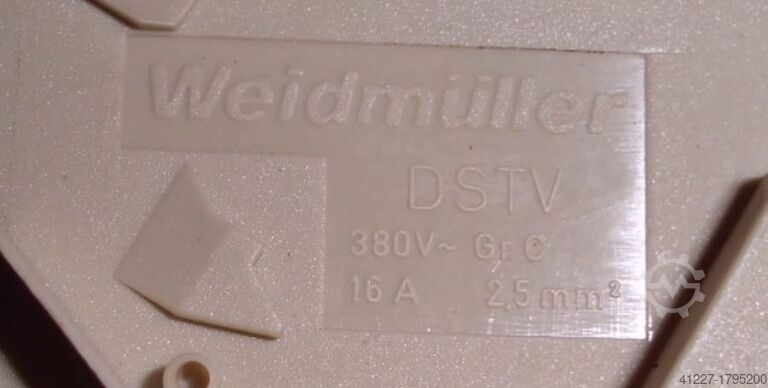 Weidmüller
DSTV
380V~ Gr. C
16 A 2,5 mm²
41227-1795200